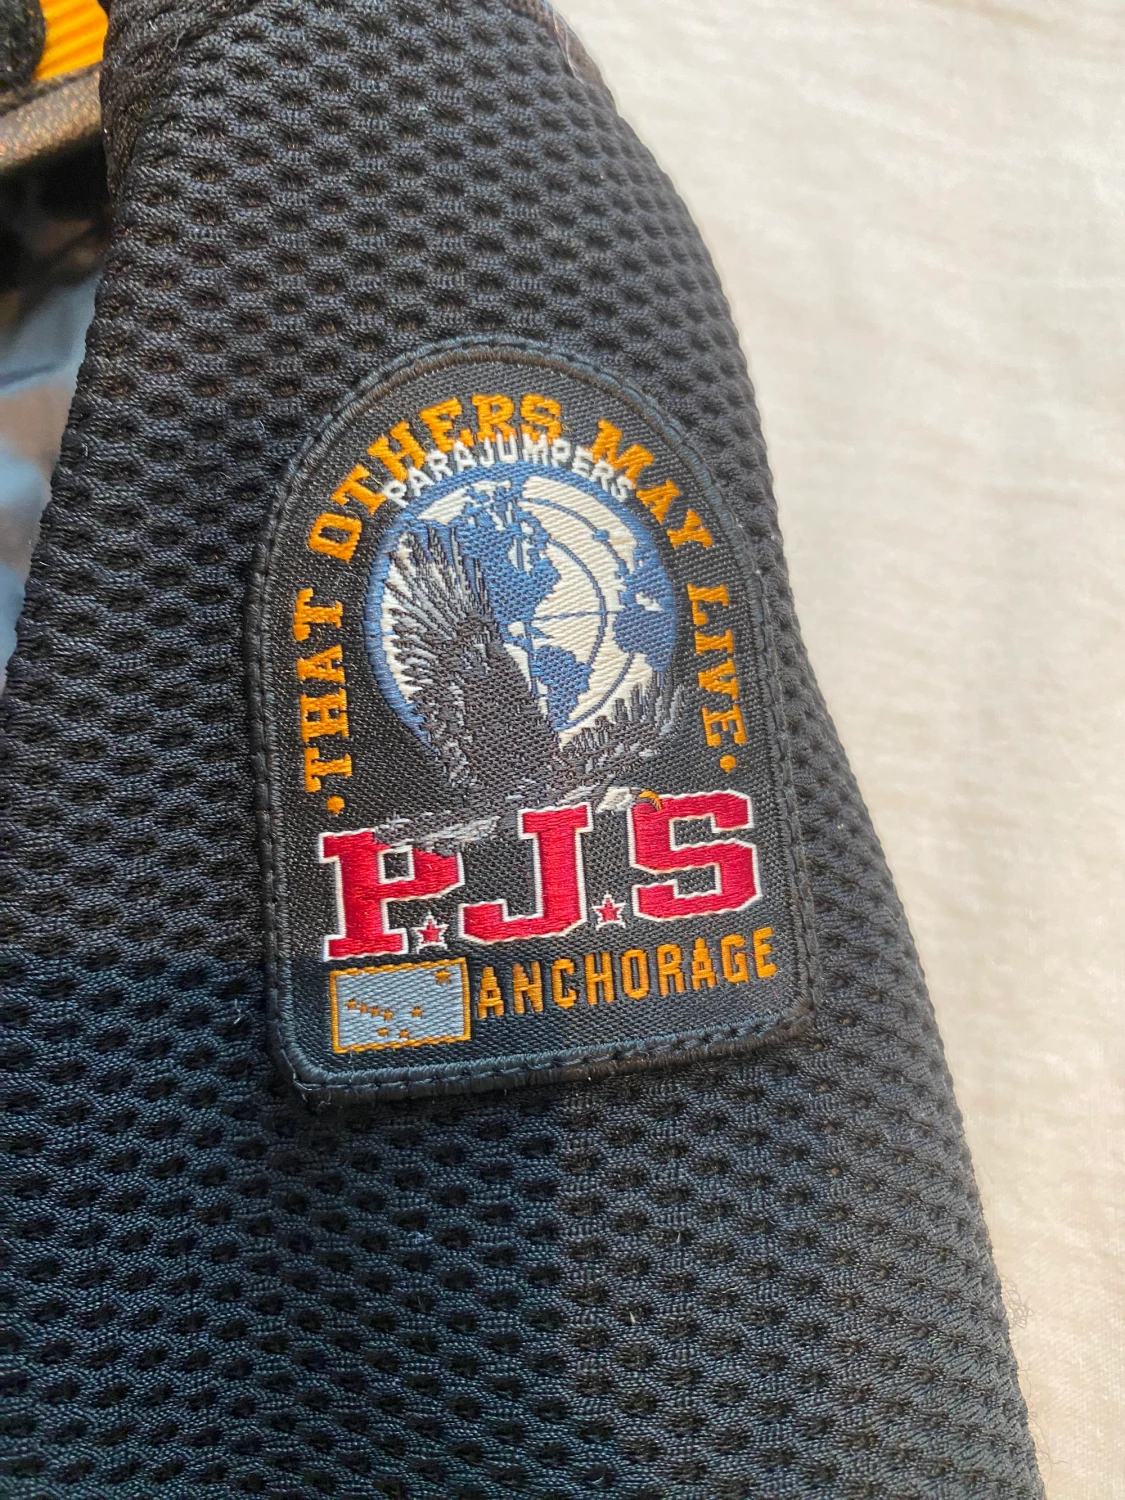 • THAT OTHERS MAY LIVE •
PARAJUMPERS
P.J.S
ANCHORAGE